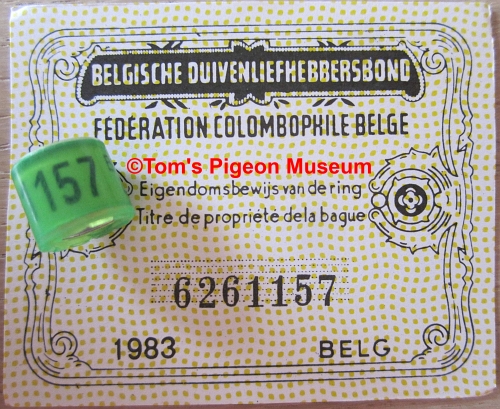 BELGISCHE DUIVENLIEFHEBBERSBOND
FEDERATION COLOMBOPHILE BELGE
©Tom's Pigeon Museum
157
Eigendomsbewijs van de ring
Titre de propriété de la bague
6261157
1983 BELG